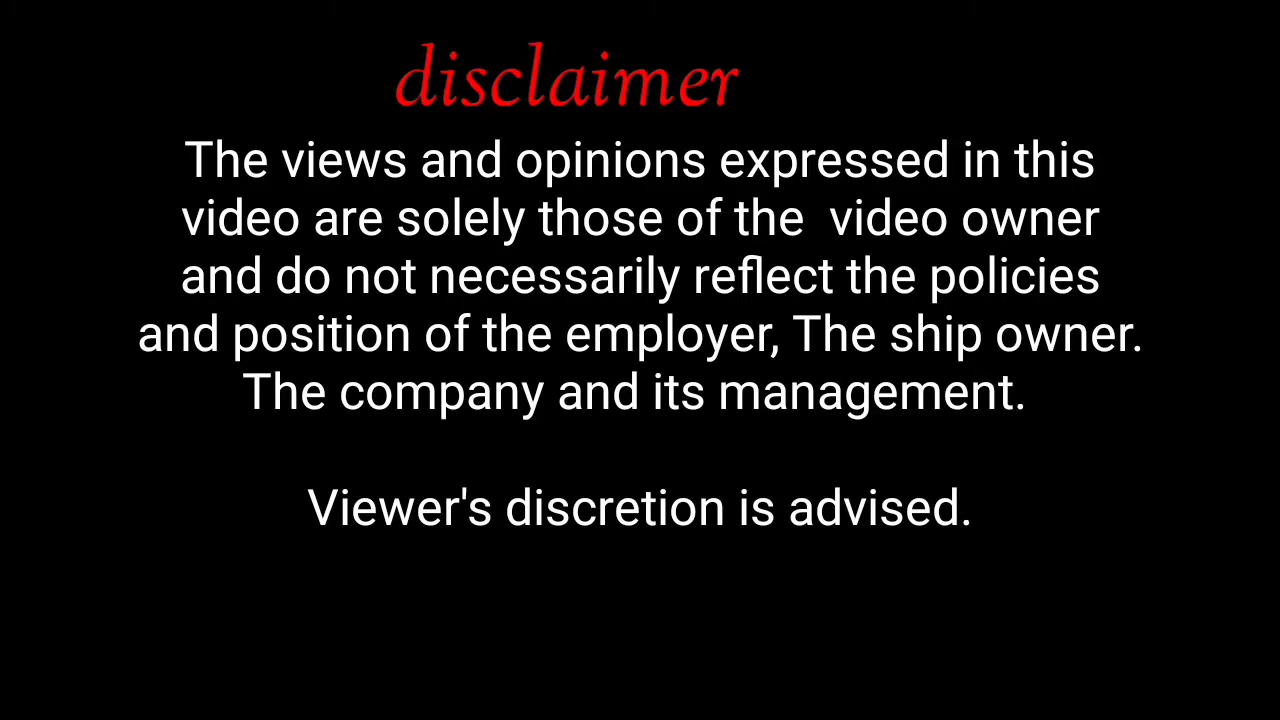 disclaimer
The views and opinions expressed in this
video are solely those of the  video owner
and do not necessarily reflect the policies
and position of the employer, The ship owner.
The company and its management.
Viewer's discretion is advised.